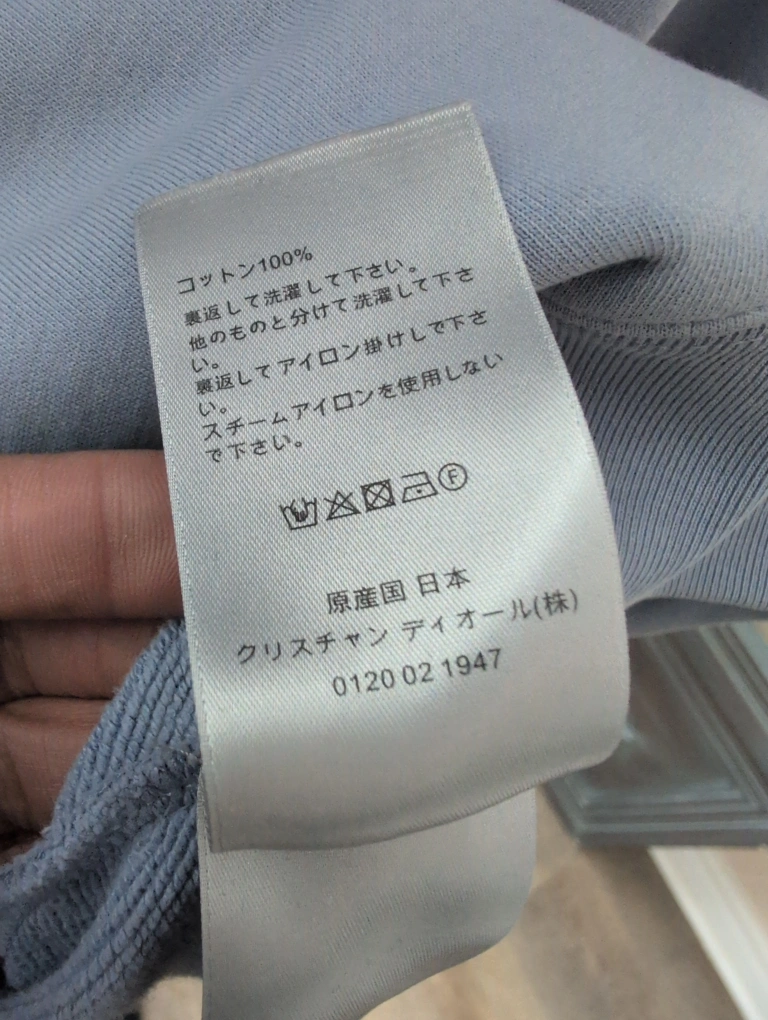 コットン100%
裏返して洗濯して下さい。
他のものと分けて洗濯して下さ
い。
裏返してアイロン掛けしで下さ
い。
スチームアイロンを使用しない
で下さい。
F
原産国 日本
クリスチャン ディオール(株)
0120 02 1947